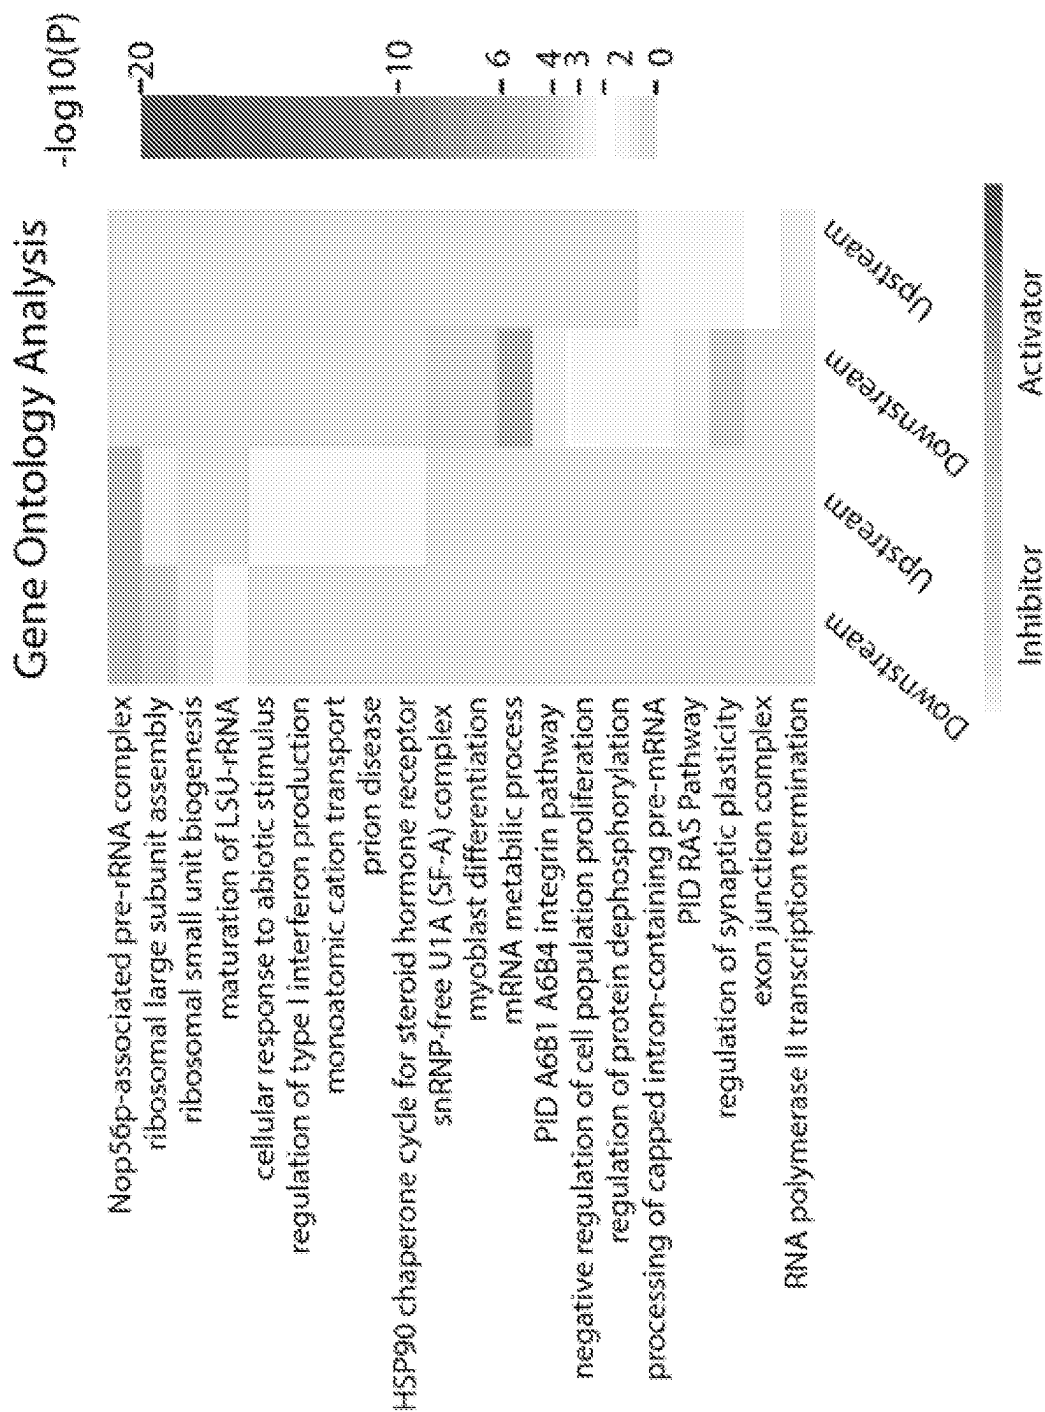 Gene Ontology Analysis
-log10(P)
20
10
6
4
3
2
0
Nop56p-associated pre-rRNA complex
ribosomal large subunit assembly
ribosomal small unit biogenesis
maturation of LSU-rRNA
cellular response to abiotic stimulus
regulation of type I interferon production
monoatomic cation transport
prion disease
HSP90 chaperone cycle for steroid hormone receptor
snRNP-free U1A (SF-A) complex
myoblast differentiation
mRNA metabilic process
PID A6B1 A6B4 integrin pathway
negative regulation of cell population proliferation
regulation of protein dephosphorylation
processing of capped intron-containing pre-mRNA
PID RAS Pathway
regulation of synaptic plasticity
exon junction complex
RNA polymerase II transcription termination
Downstream
Upstream
Downstream
Upstream
Inhibitor
Activator